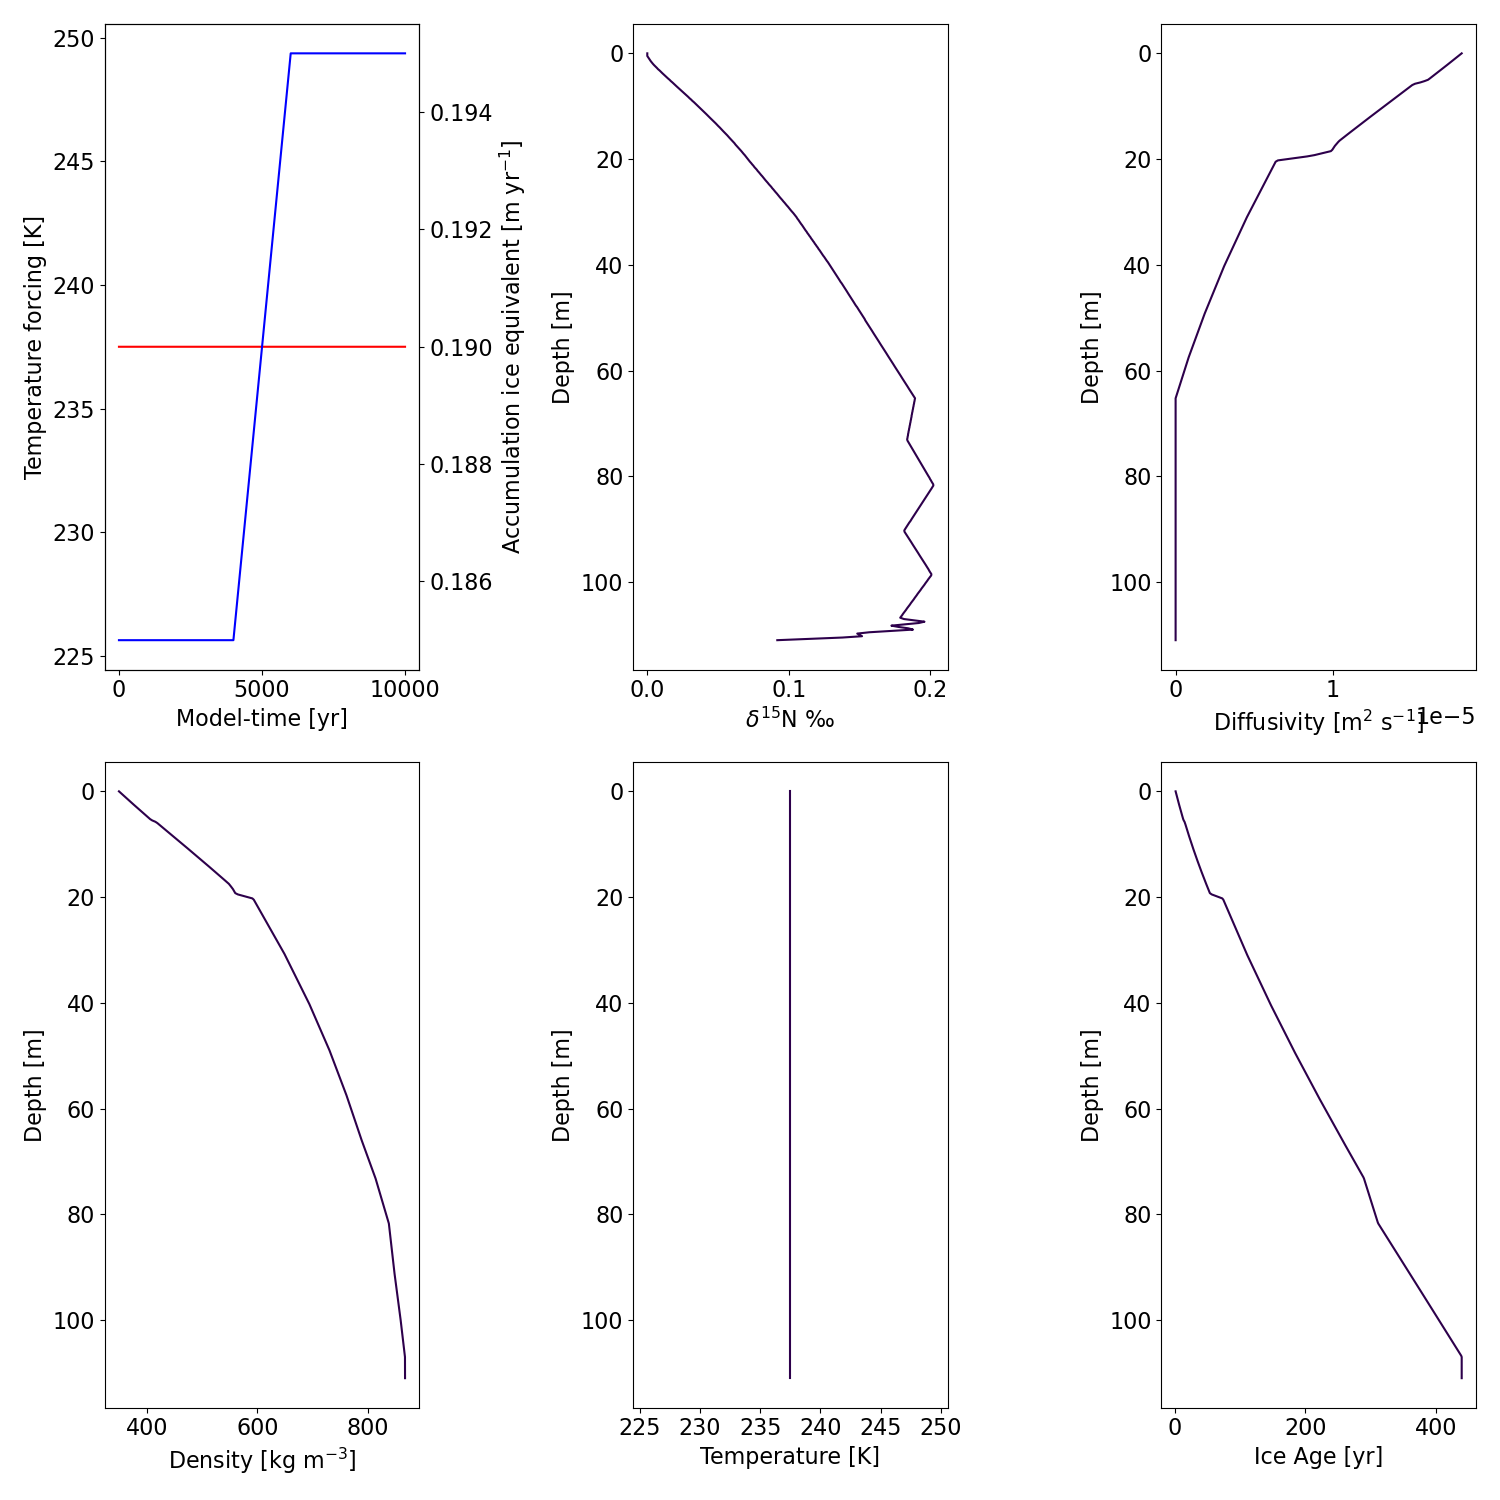 Temperature forcing [K]
250
245
240
235
230
225
0 5000 10000
Model-time [yr]
0.194
0.192
0.190
0.188
0.186
Accumulation ice equivalent [m yr⁻¹]
Depth [m]
0
20
40
60
80
100
0.0 0.1 0.2
δ¹⁵N ‰
Depth [m]
0
20
40
60
80
100
0 1
1e−5
Diffusivity [m² s⁻¹]
Depth [m]
0
20
40
60
80
100
400 600 800
Density [kg m⁻³]
Depth [m]
0
20
40
60
80
100
225 230 235 240 245 250
Temperature [K]
Depth [m]
0
20
40
60
80
100
0 200 400
Ice Age [yr]